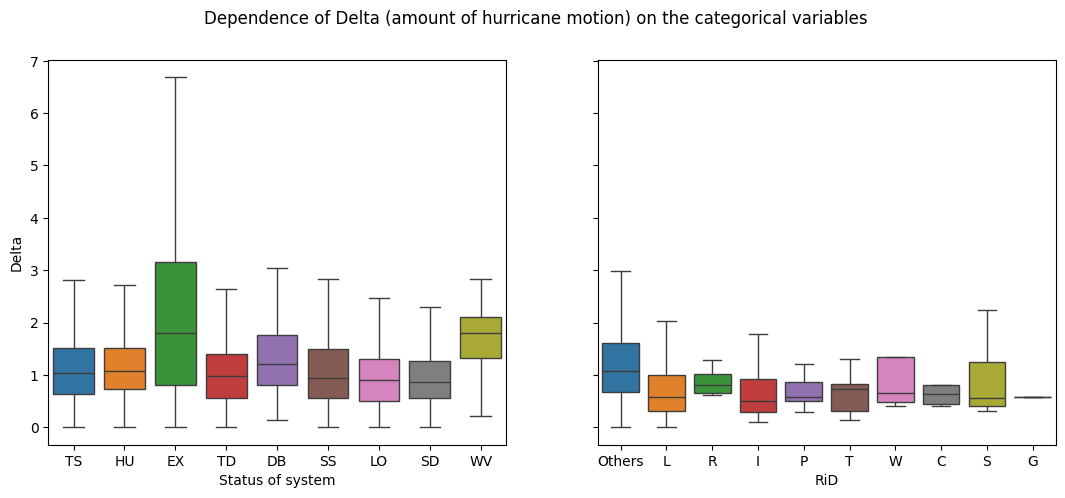 Dependence of Delta (amount of hurricane motion) on the categorical variables
7
6
5
4
3
2
1
0
Delta
TS HU EX TD DB SS LO SD WV
Status of system
Others L R I P T W C S G
RiD